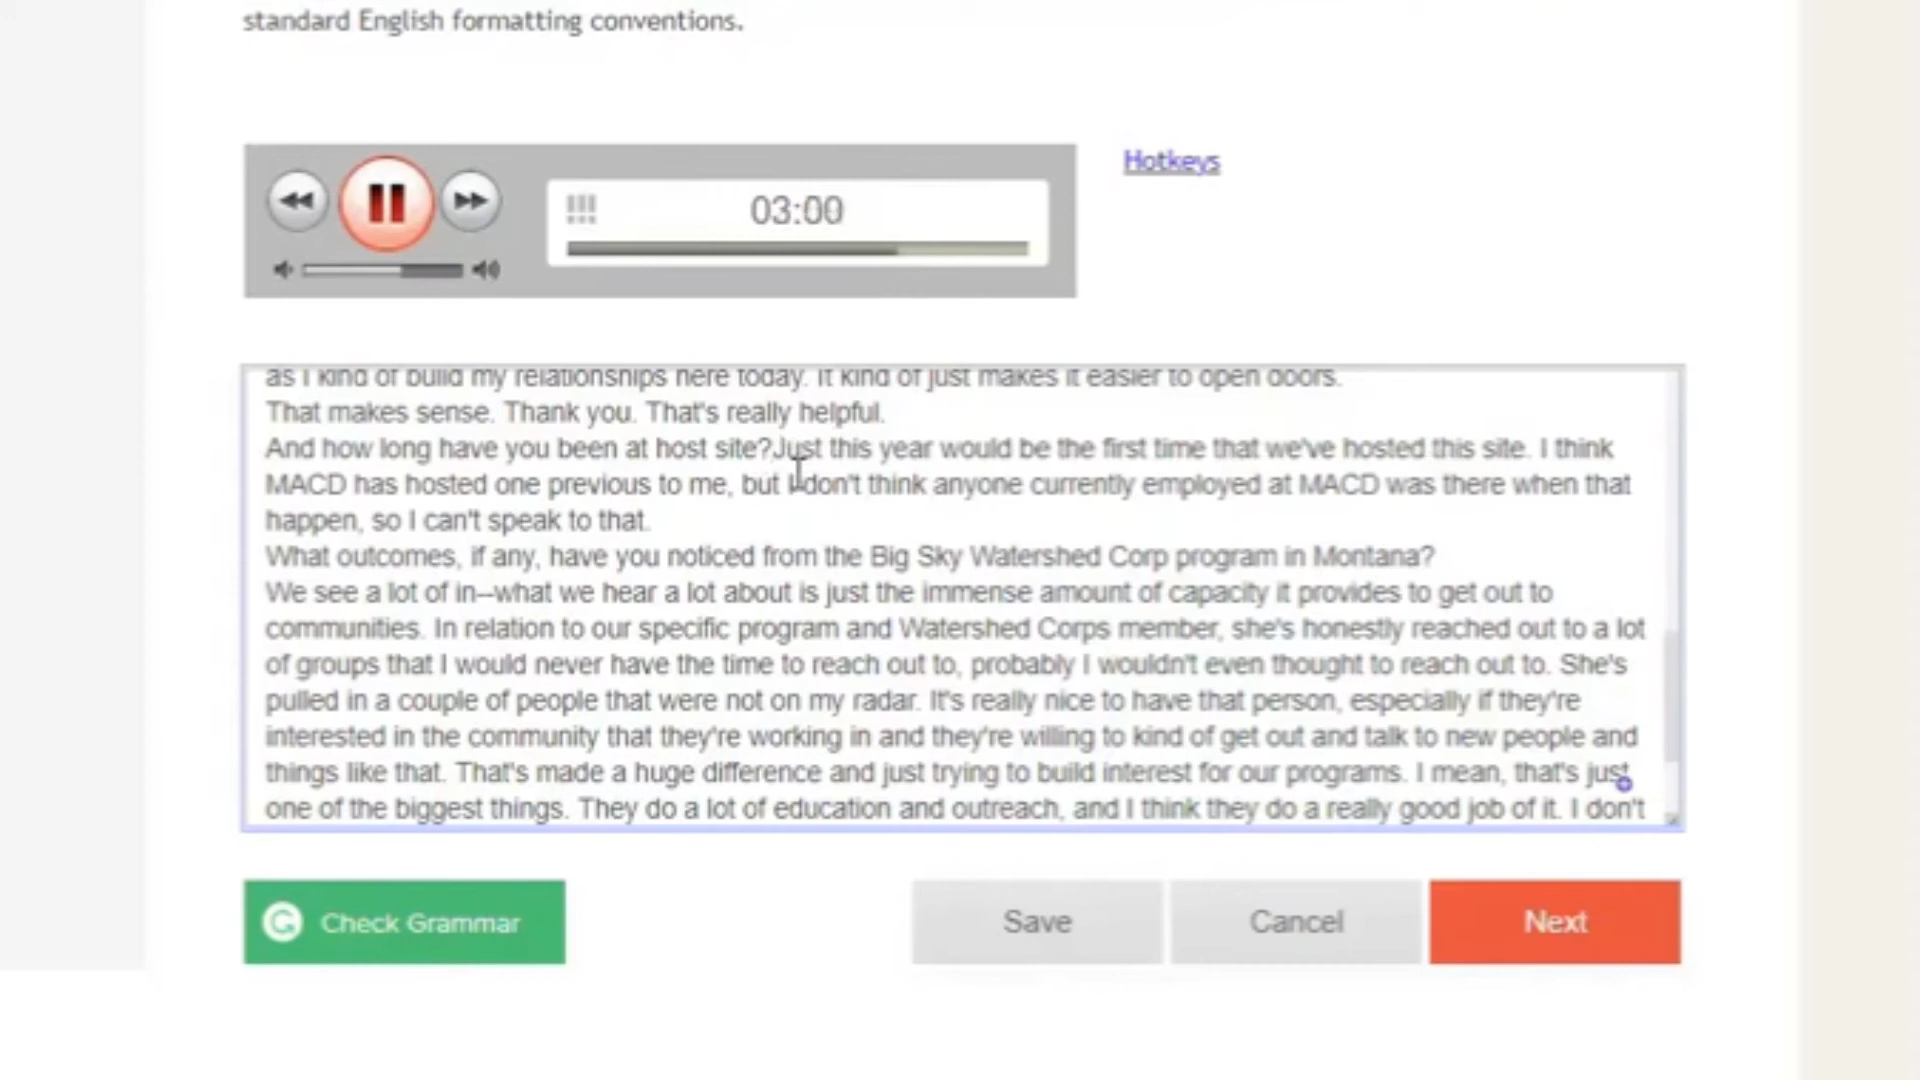 standard English formatting conventions.
03:00
Hotkeys
as I kind of build my relationships here today. It kind of just makes it easier to open doors.
That makes sense. Thank you. That's really helpful.
And how long have you been at host site?Just this year would be the first time that we've hosted this site. I think
MACD has hosted one previous to me, but I don't think anyone currently employed at MACD was there when that
happen, so I can't speak to that.
What outcomes, if any, have you noticed from the Big Sky Watershed Corp program in Montana?
We see a lot of in--what we hear a lot about is just the immense amount of capacity it provides to get out to
communities. In relation to our specific program and Watershed Corps member, she's honestly reached out to a lot
of groups that I would never have the time to reach out to, probably I wouldn't even thought to reach out to. She's
pulled in a couple of people that were not on my radar. It's really nice to have that person, especially if they're
interested in the community that they're working in and they're willing to kind of get out and talk to new people and
things like that. That's made a huge difference and just trying to build interest for our programs. I mean, that's just
one of the biggest things. They do a lot of education and outreach, and I think they do a really good job of it. I don't
Check Grammar
Save
Cancel
Next